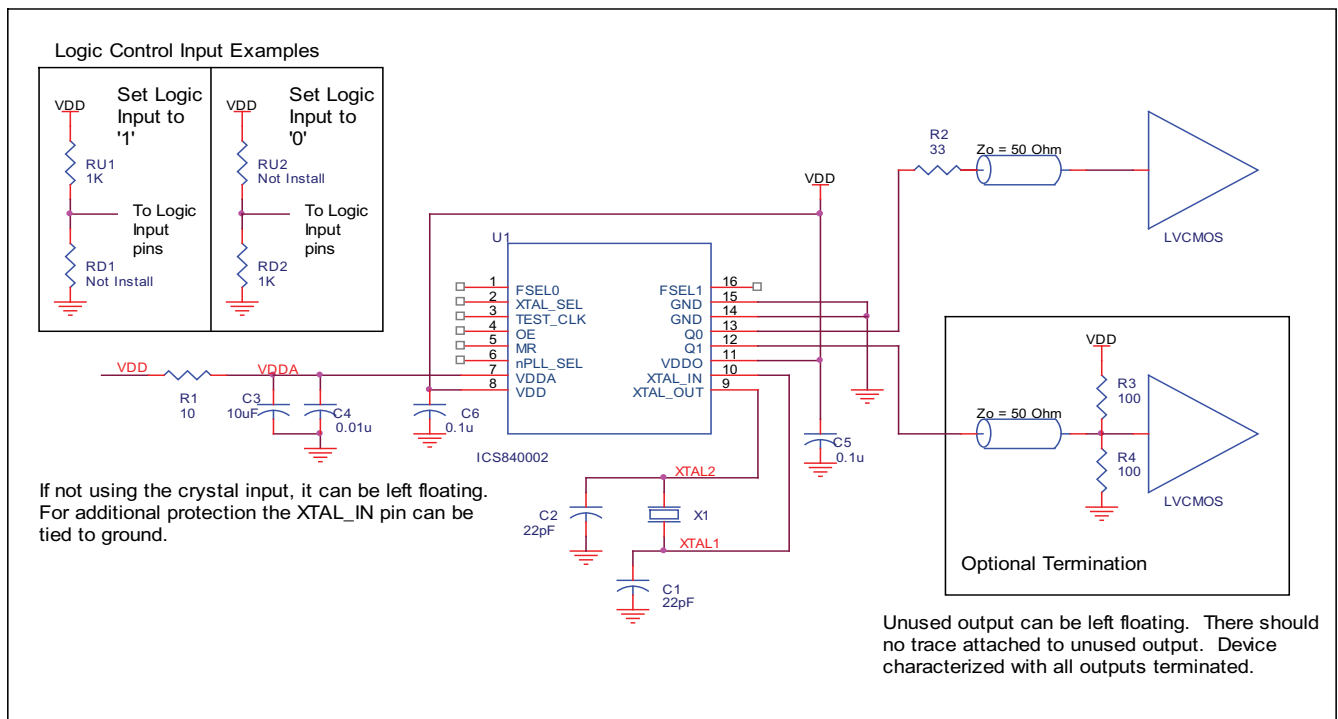 Logic Control Input Examples
VDD
Set Logic
Input to
'1'
RU1
1K
To Logic
Input
pins
RD1
Not Install
VDD
Set Logic
Input to
'0'
RU2
Not Install
To Logic
Input
pins
RD2
1K
VDD
R1
10
VDDA
C3
10uF
C4
0.01u
C6
0.1u
U1
1
FSEL0
2
XTAL_SEL
3
TEST_CLK
4
OE
5
MR
6
nPLL_SEL
7
VDDA
8
VDD
16
FSEL1
15
GND
14
GND
13
Q0
12
Q1
11
VDDO
10
XTAL_IN
9
XTAL_OUT
ICS840002
VDD
C5
0.1u
XTAL2
C2
22pF
X1
XTAL1
C1
22pF
R2
33
Zo = 50 Ohm
LVCMOS
VDD
R3
100
Zo = 50 Ohm
R4
100
LVCMOS
Optional Termination
If not using the crystal input, it can be left floating.
For additional protection the XTAL_IN pin can be
tied to ground.
Unused output can be left floating. There should
no trace attached to unused output. Device
characterized with all outputs terminated.